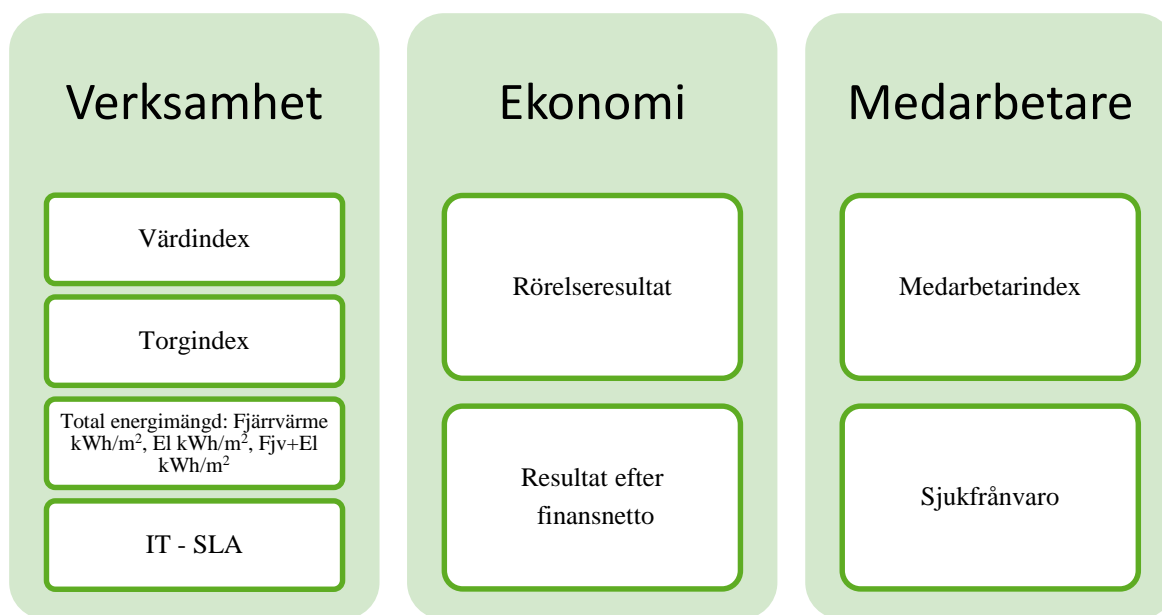 Verksamhet
Värdindex
Torgindex
Total energimängd: Fjärrvärme
kWh/m², El kWh/m², Fjv+El
kWh/m²
IT - SLA
Ekonomi
Rörelseresultat
Resultat efter
finansnetto
Medarbetare
Medarbetarindex
Sjukfrånvaro